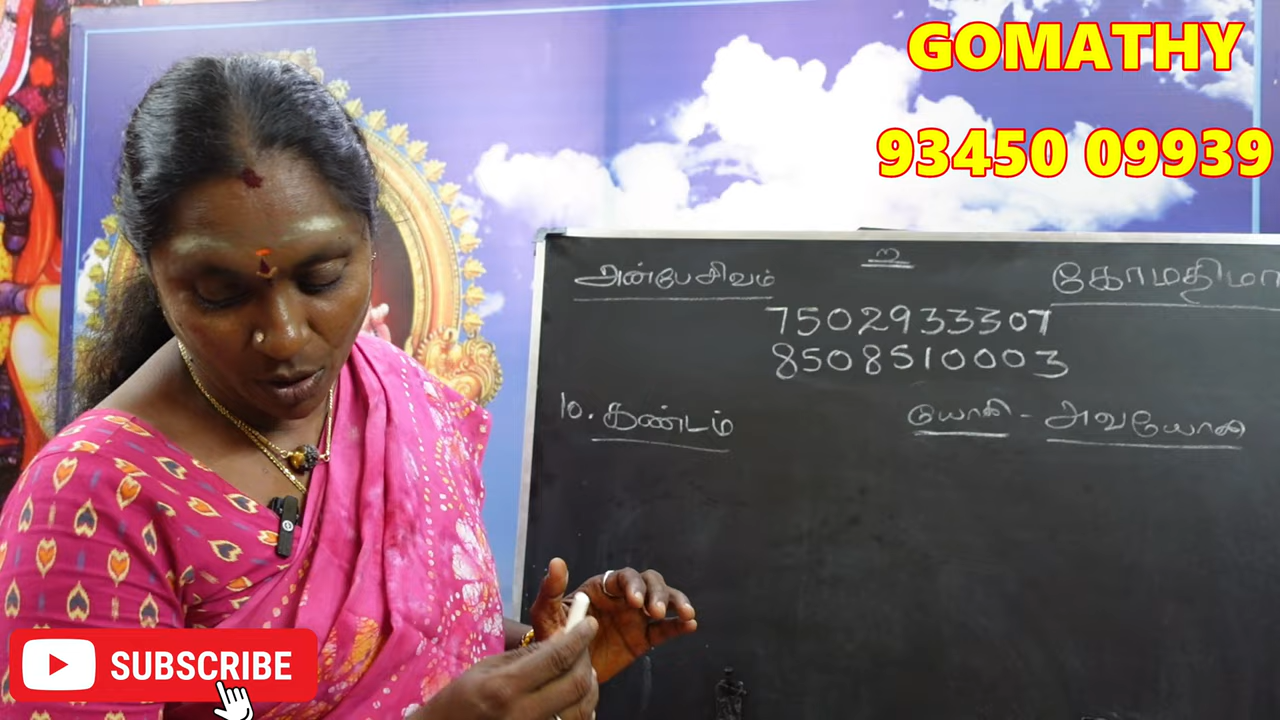 GOMATHY
93450 09939
உ
அன்பே சிவம்
கோமதிமா
7502933307
8508510003
10. கண்டம்
யோகி - அவயோகி
SUBSCRIBE